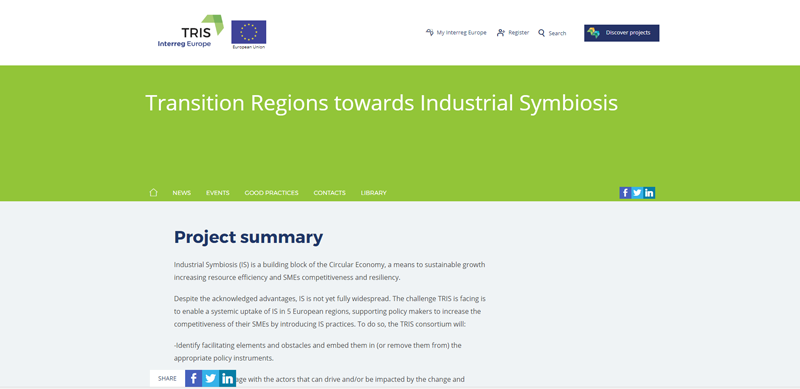 TRIS
Interreg Europe
European Union
My Interreg Europe
Register
Search
Discover projects
Transition Regions towards Industrial Symbiosis
NEWS
EVENTS
GOOD PRACTICES
CONTACTS
LIBRARY
Project summary
Industrial Symbiosis (IS) is a building block of the Circular Economy, a means to sustainable growth
increasing resource efficiency and SMEs competitiveness and resiliency.
Despite the acknowledged advantages, IS is not yet fully widespread. The challenge TRIS is facing is
to enable a systemic uptake of IS in 5 European regions, supporting policy makers to increase the
competitiveness of their SMEs by introducing IS practices. To do so, the TRIS consortium will:
-Identify facilitating elements and obstacles and embed them in (or remove them from) the
appropriate policy instruments.
SHARE
with the actors that can drive and/or be impacted by the change and